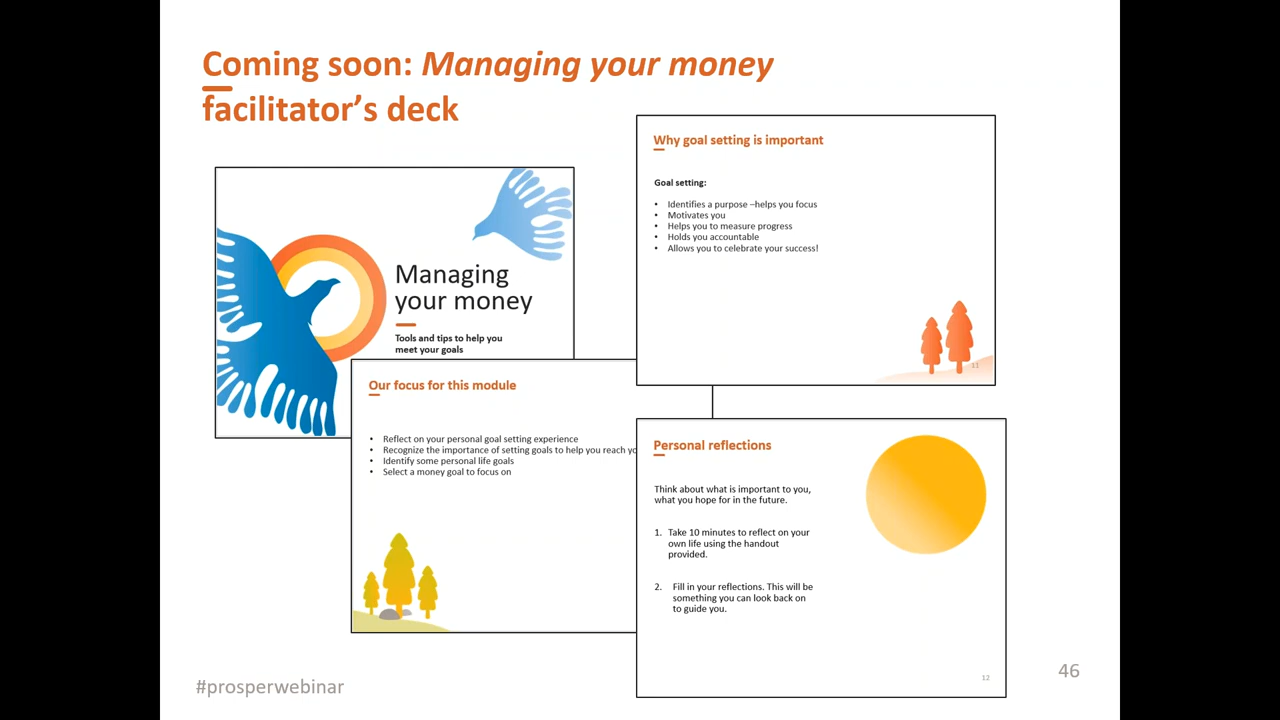 Coming soon: Managing your money
facilitator’s deck
Managing
your money
Tools and tips to help you
meet your goals
Why goal setting is important
Goal setting:
• Identifies a purpose –helps you focus
• Motivates you
• Helps you to measure progress
• Holds you accountable
• Allows you to celebrate your success!
11
Our focus for this module
• Reflect on your personal goal setting experience
• Recognize the importance of setting goals to help you reach
• Identify some personal life goals
• Select a money goal to focus on
Personal reflections
Think about what is important to you,
what you hope for in the future.
1. Take 10 minutes to reflect on your
own life using the handout
provided.
2. Fill in your reflections. This will be
something you can look back on
to guide you.
12
#prosperwebinar
46